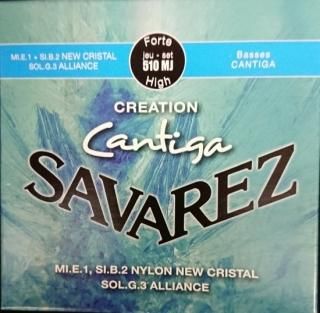 Forte
jeu - set
510 MJ
High
MI.E.1 + SI.B.2 NEW CRISTAL
SOL.G.3 ALLIANCE
Basses
CANTIGA
CREATION
Cantiga
SAVAREZ
MI.E.1, SI.B.2 NYLON NEW CRISTAL
SOL.G.3 ALLIANCE